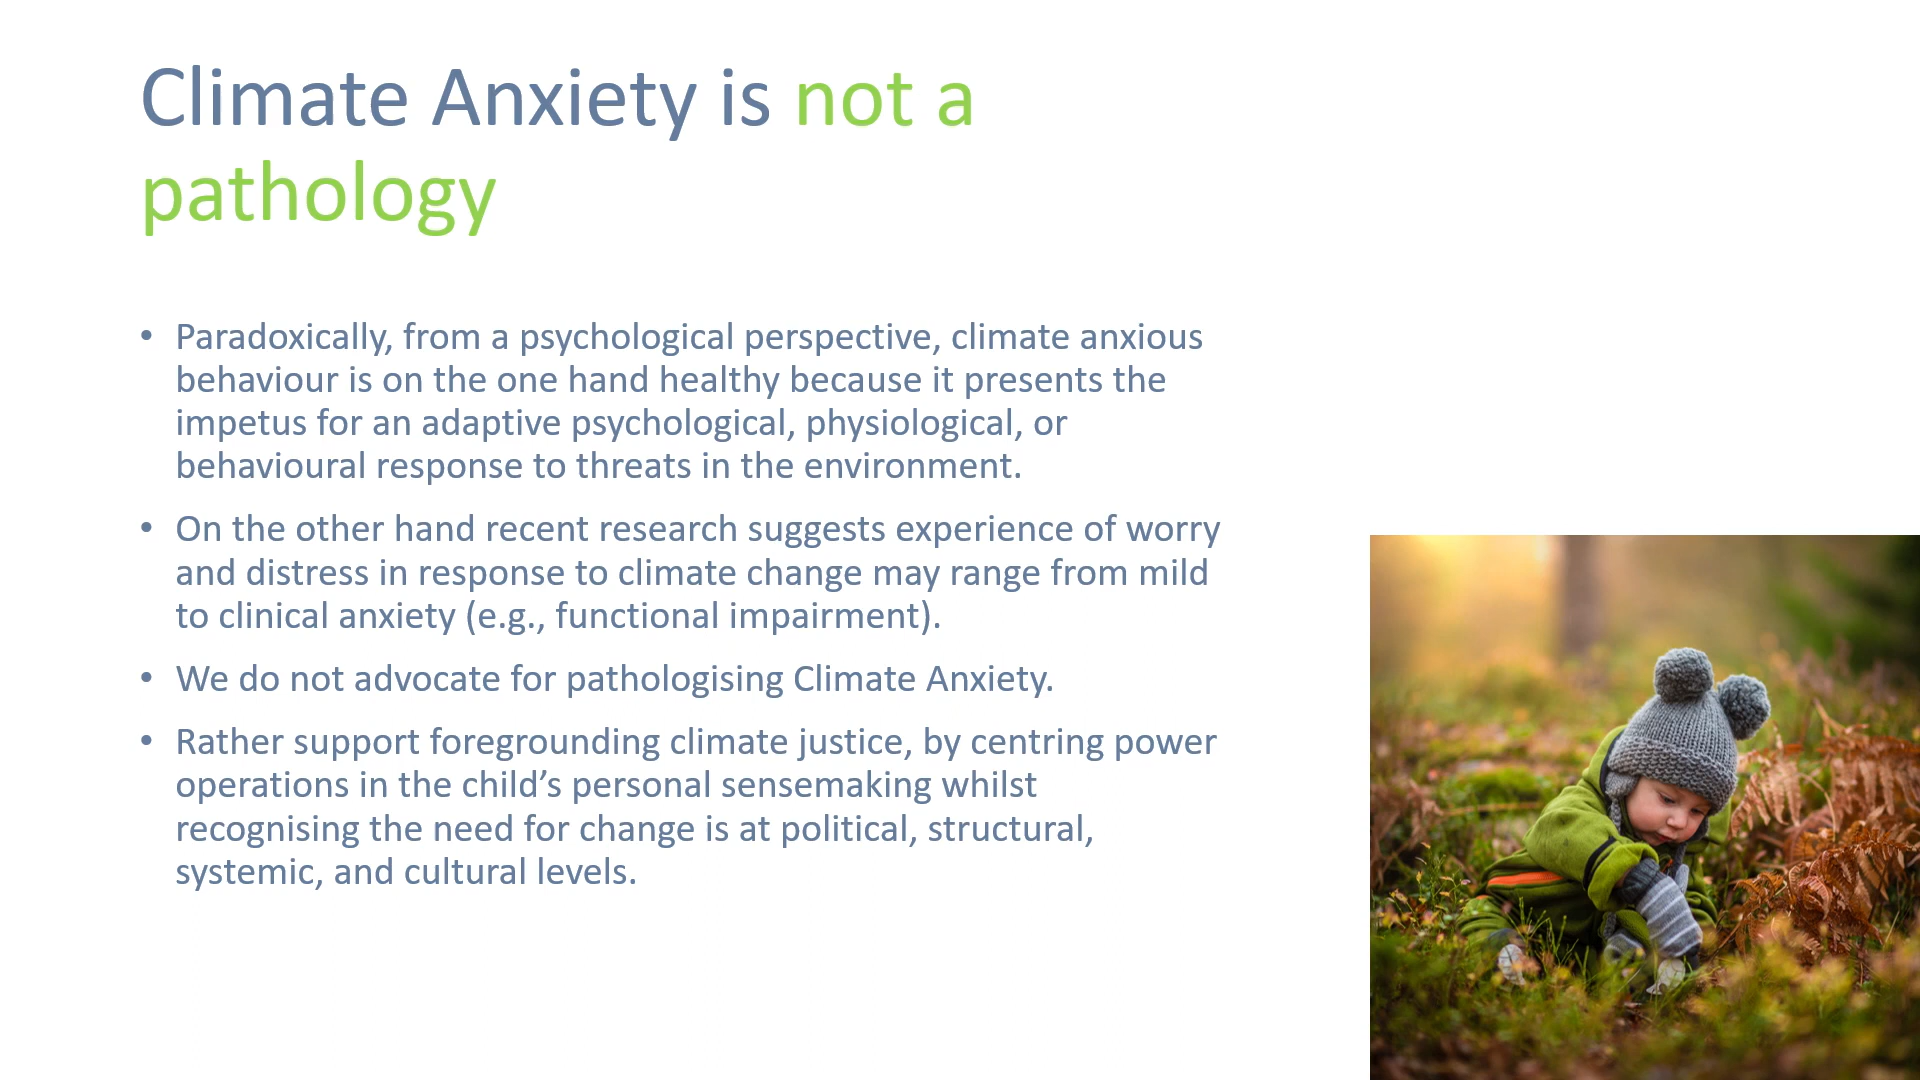 Climate Anxiety is not a
pathology
• Paradoxically, from a psychological perspective, climate anxious
behaviour is on the one hand healthy because it presents the
impetus for an adaptive psychological, physiological, or
behavioural response to threats in the environment.
• On the other hand recent research suggests experience of worry
and distress in response to climate change may range from mild
to clinical anxiety (e.g., functional impairment).
• We do not advocate for pathologising Climate Anxiety.
• Rather support foregrounding climate justice, by centring power
operations in the child’s personal sensemaking whilst
recognising the need for change is at political, structural,
systemic, and cultural levels.